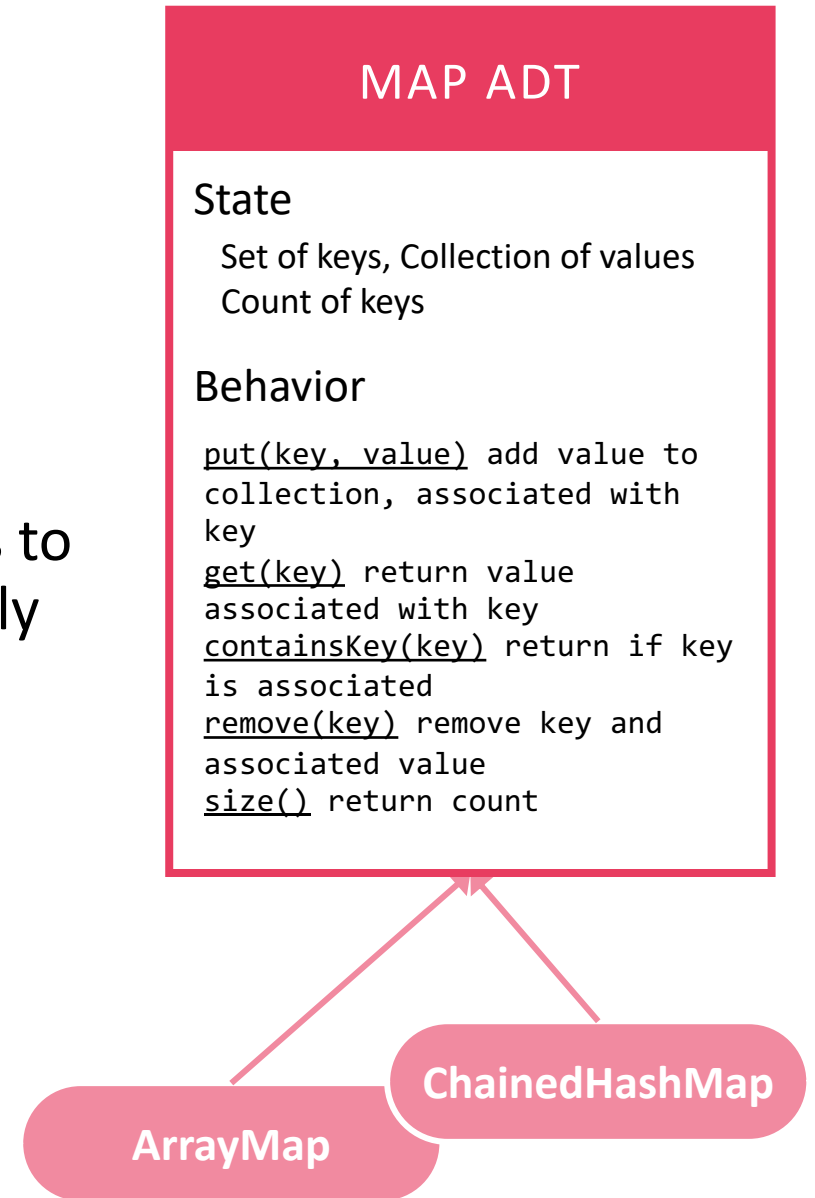 MAP ADT
State
Set of keys, Collection of values
Count of keys
Behavior
put(key, value) add value to
collection, associated with
key
get(key) return value
associated with key
containsKey(key) return if key
is associated
remove(key) remove key and
associated value
size() return count
to
ly
ChainedHashMap
ArrayMap